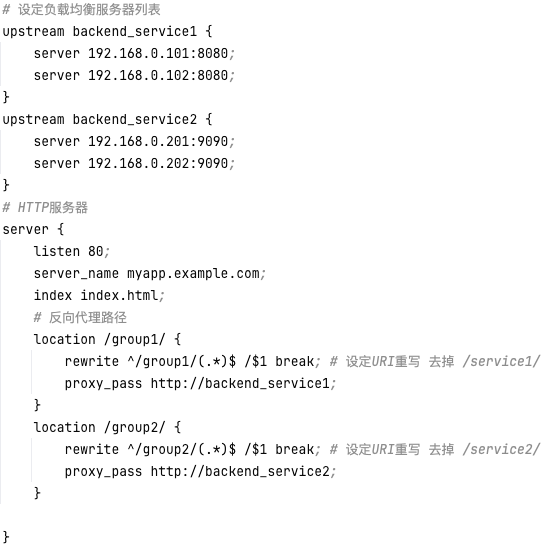 # 设定负载均衡服务器列表
upstream backend_service1 {
    server 192.168.0.101:8080;
    server 192.168.0.102:8080;
}
upstream backend_service2 {
    server 192.168.0.201:9090;
    server 192.168.0.202:9090;
}
# HTTP服务器
server {
    listen 80;
    server_name myapp.example.com;
    index index.html;
    # 反向代理路径
    location /group1/ {
        rewrite ^/group1/(.*)$ /$1 break; # 设定URI重写 去掉 /service1/
        proxy_pass http://backend_service1;
    }
    location /group2/ {
        rewrite ^/group2/(.*)$ /$1 break; # 设定URI重写 去掉 /service2/
        proxy_pass http://backend_service2;
    }

}